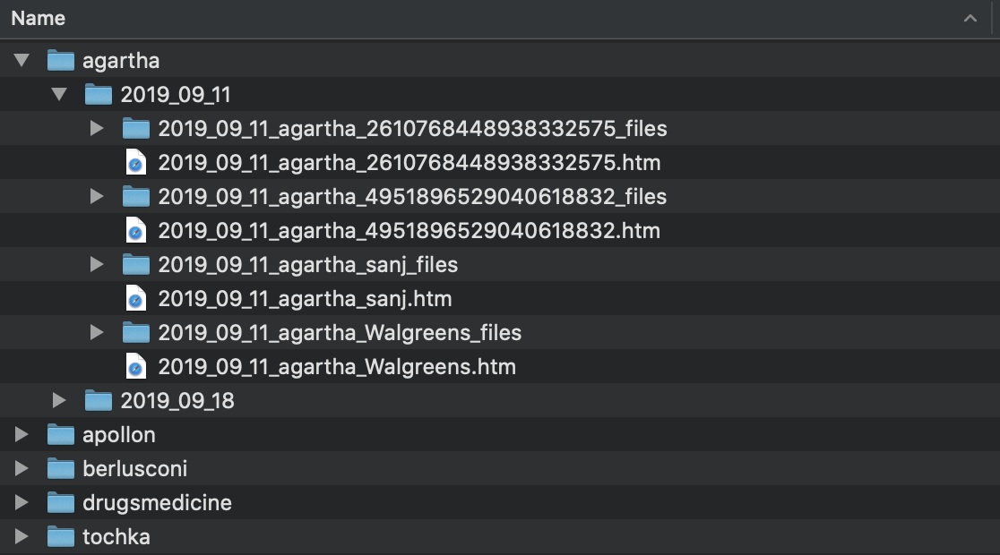 Name
agartha
2019_09_11
2019_09_11_agartha_2610768448938332575_files
2019_09_11_agartha_2610768448938332575.htm
2019_09_11_agartha_4951896529040618832_files
2019_09_11_agartha_4951896529040618832.htm
2019_09_11_agartha_sanj_files
2019_09_11_agartha_sanj.htm
2019_09_11_agartha_Walgreens_files
2019_09_11_agartha_Walgreens.htm
2019_09_18
apollon
berlusconi
drugsmedicine
tochka